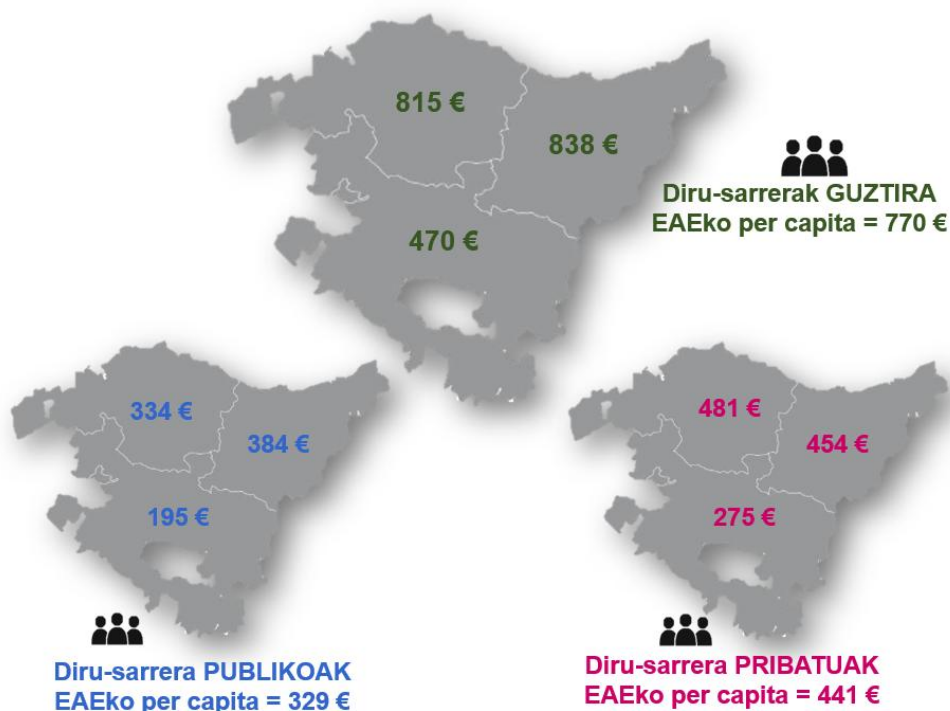 815 €
838 €
470 €
Diru-sarrerak GUZTIRA
EAEko per capita = 770 €
334 €
384 €
195 €
Diru-sarrera PUBLIKOAK
EAEko per capita = 329 €
481 €
454 €
275 €
Diru-sarrera PRIBATUAK
EAEko per capita = 441 €